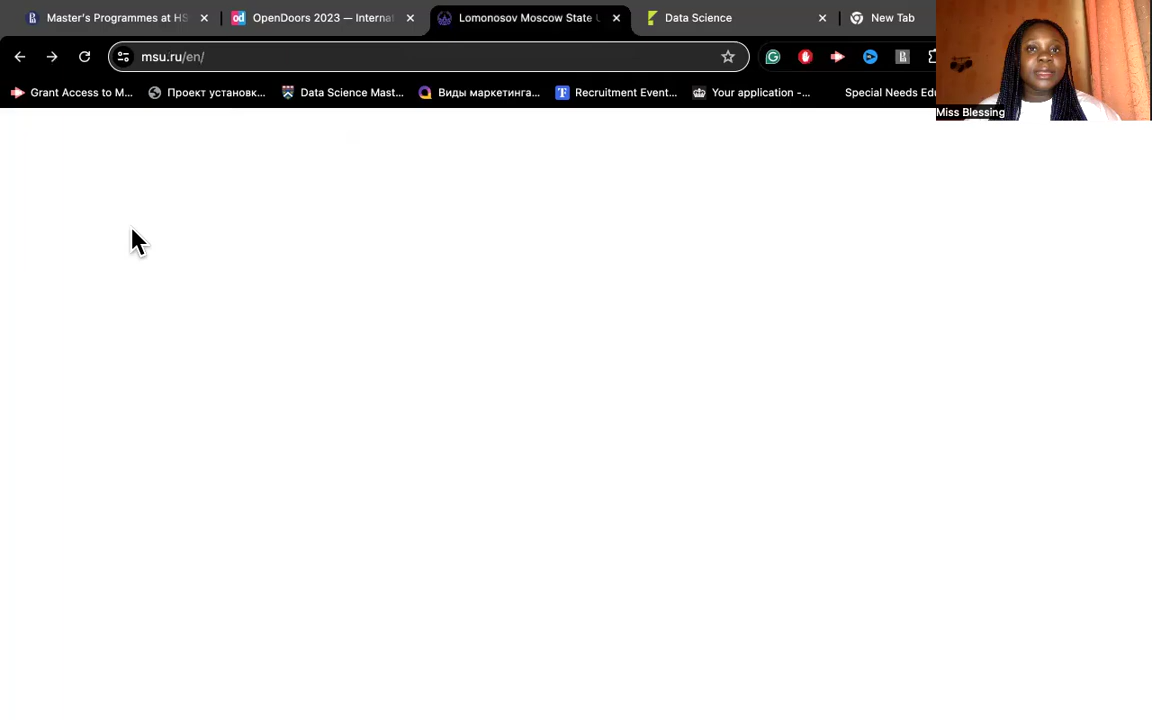 Master's Programmes at HS
od OpenDoors 2023 — Internat
Lomonosov Moscow State U
Data Science
New Tab
msu.ru/en/
Grant Access to M...
Проект установк...
Data Science Mast...
Виды маркетинга...
Recruitment Event...
Your application -...
Special Needs Edu
Miss Blessing